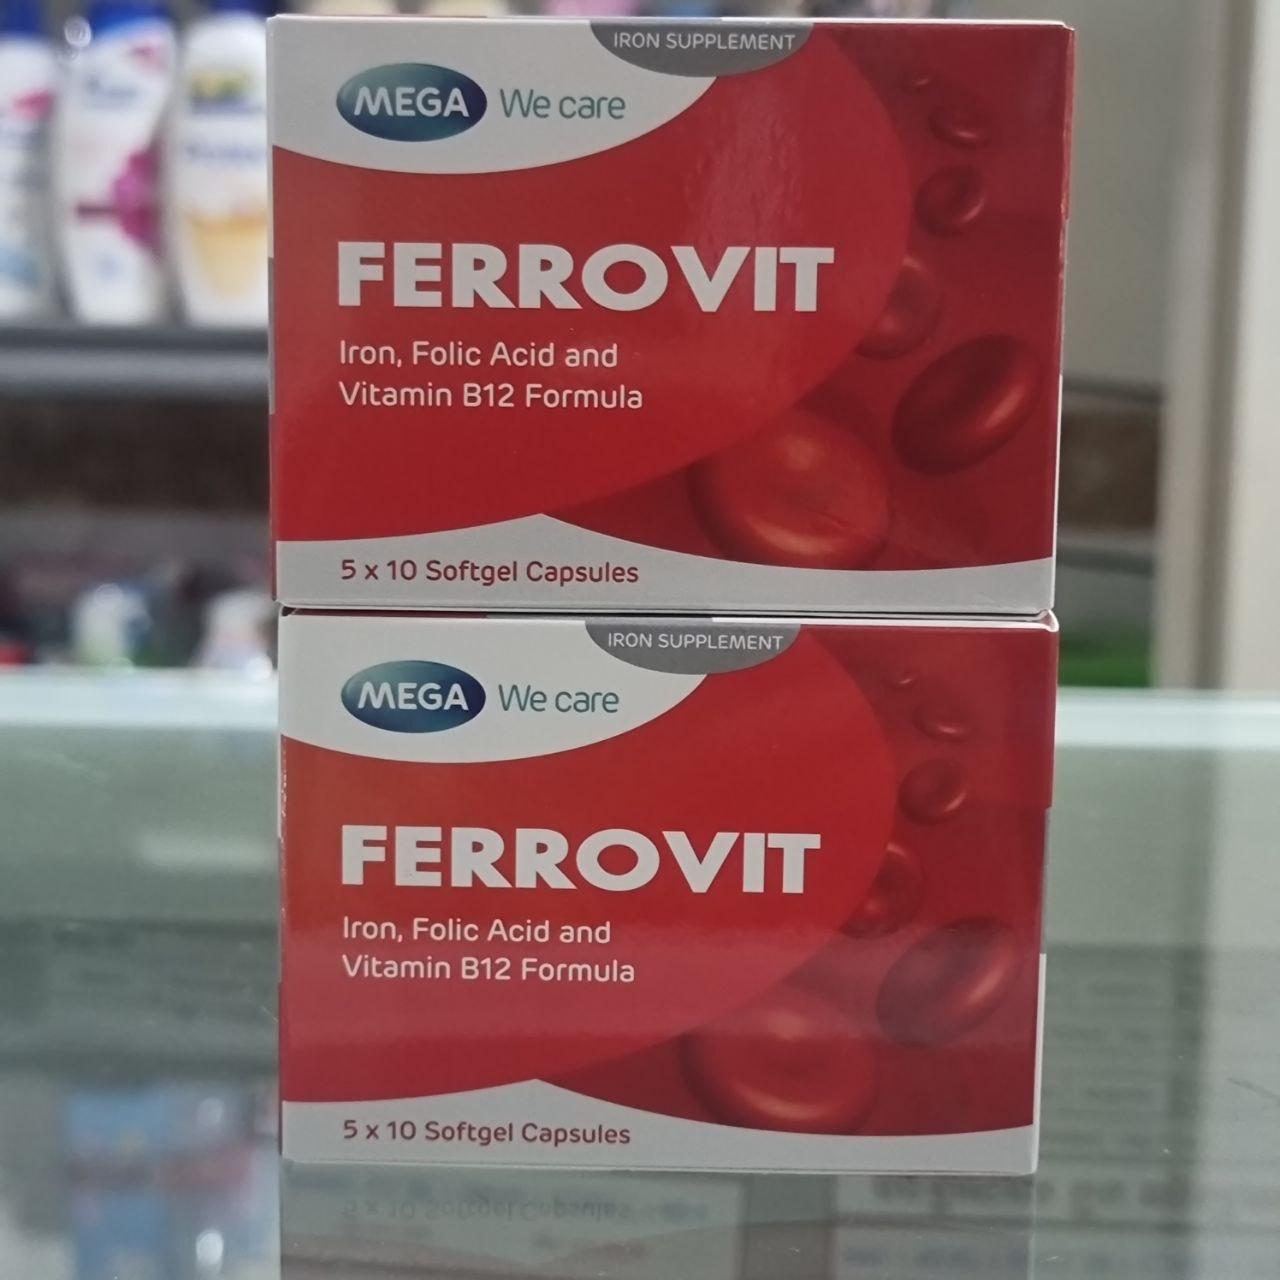 IRON SUPPLEMENT
MEGA We care
FERROVIT
Iron, Folic Acid and
Vitamin B12 Formula
5 x 10 Softgel Capsules
IRON SUPPLEMENT
MEGA We care
FERROVIT
Iron, Folic Acid and
Vitamin B12 Formula
5 x 10 Softgel Capsules